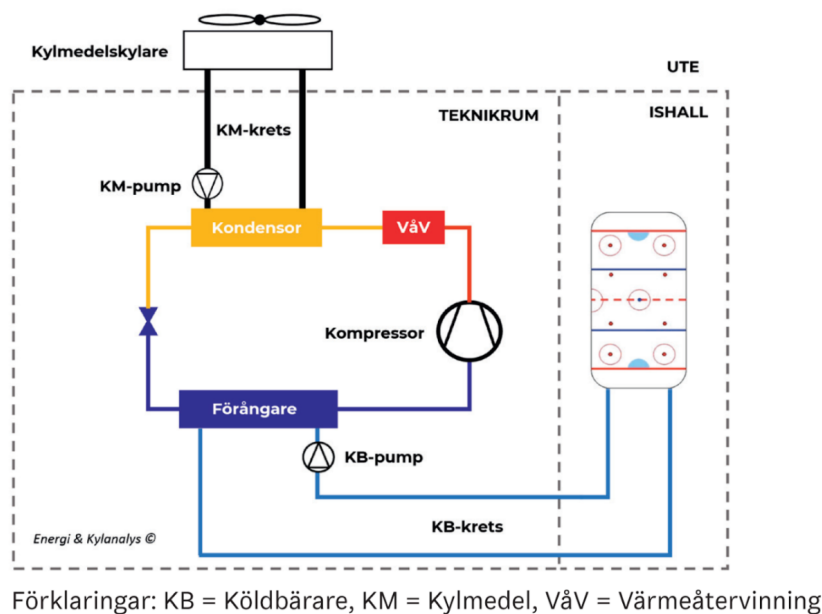 Kylmedelskylare
UTE
TEKNIKRUM
ISHALL
KM-krets
KM-pump
Kondensor
VåV
Kompressor
Förångare
KB-pump
KB-krets
Energi & Kylanalys ©
Förklaringar: KB = Köldbärare, KM = Kylmedel, VåV = Värmeåtervinning